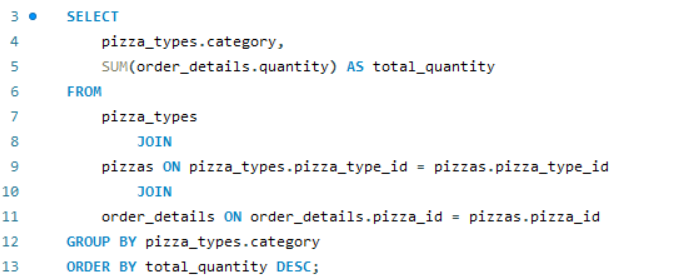 3 SELECT
4 pizza_types.category,
5 SUM(order_details.quantity) AS total_quantity
6 FROM
7 pizza_types
8 JOIN
9 pizzas ON pizza_types.pizza_type_id = pizzas.pizza_type_id
10 JOIN
11 order_details ON order_details.pizza_id = pizzas.pizza_id
12 GROUP BY pizza_types.category
13 ORDER BY total_quantity DESC;